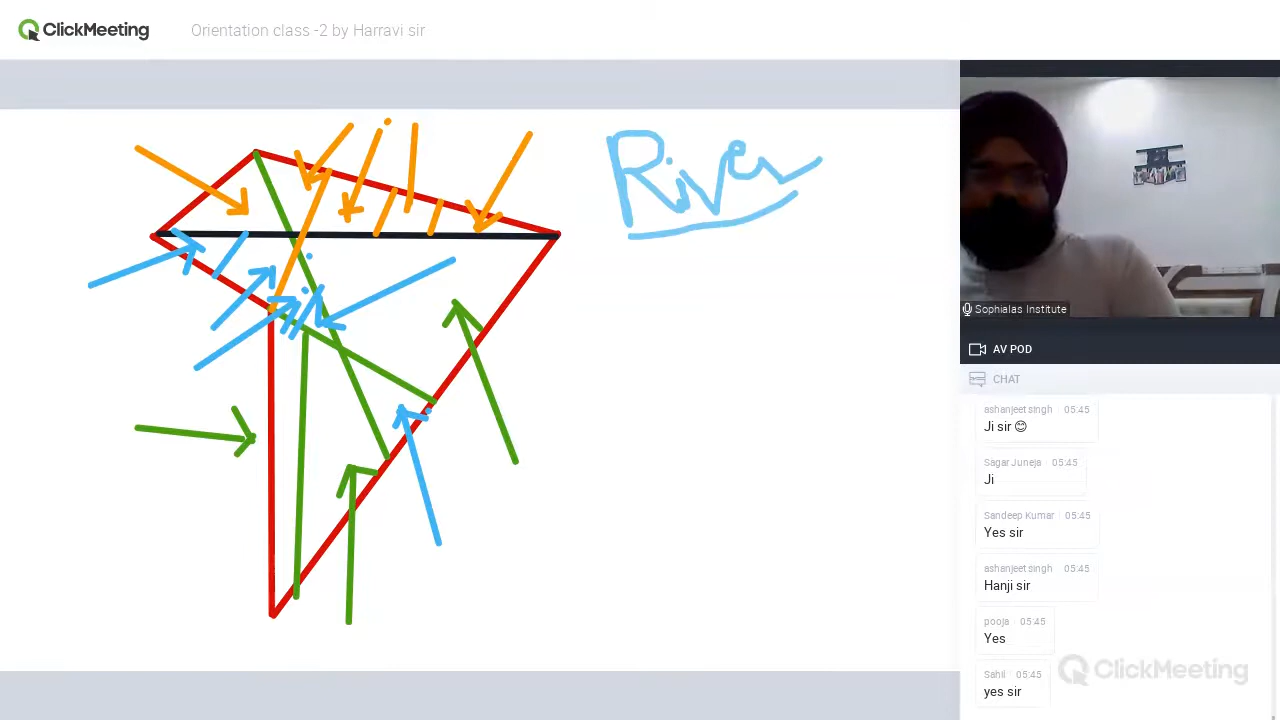 ClickMeeting
Orientation class -2 by Harravi sir
River
Sophialas Institute
AV POD
CHAT
ashanjeet singh 05:45
Ji sir 😊
Sagar Juneja 05:45
Ji
Sandeep Kumar 05:45
Yes sir
ashanjeet singh 05:45
Hanji sir
pooja 05:45
Yes
Sahil 05:45
yes sir
ClickMeeting